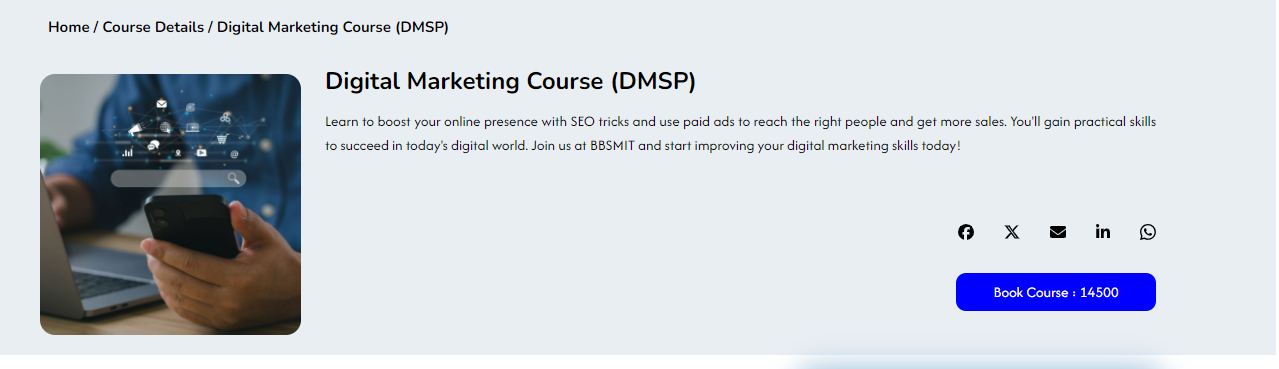 Home / Course Details / Digital Marketing Course (DMSP)
Digital Marketing Course (DMSP)
Learn to boost your online presence with SEO tricks and use paid ads to reach the right people and get more sales. You'll gain practical skills
to succeed in today's digital world. Join us at BBSMIT and start improving your digital marketing skills today!
Book Course : 14500